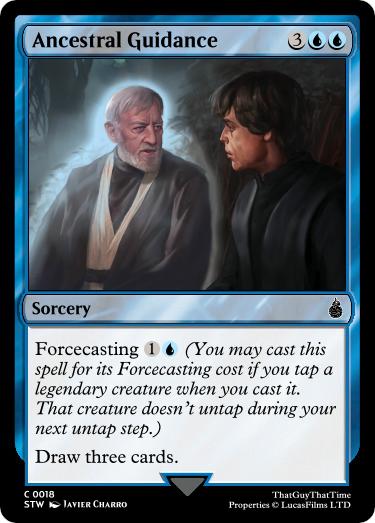 Ancestral Guidance 3
Sorcery
Forcecasting 1 (You may cast this
spell for its Forcecasting cost if you tap a
legendary creature when you cast it.
That creature doesn't untap during your
next untap step.)
Draw three cards.
C 0018
STW Javier Charro
ThatGuyThatTime
Properties © LucasFilms LTD